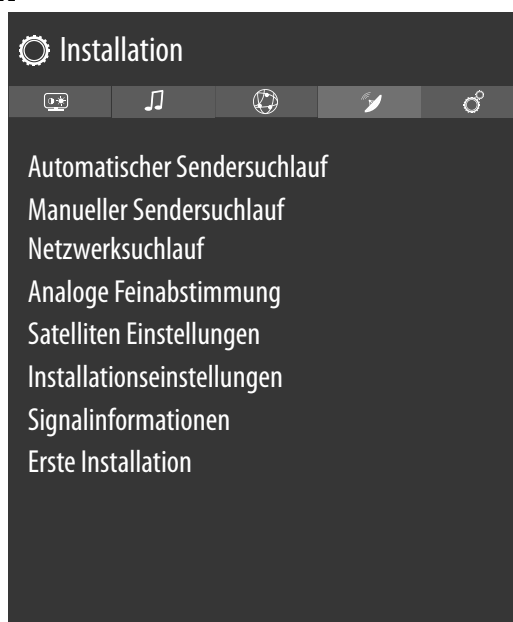 Installation
Automatischer Sendersuchlauf
Manueller Sendersuchlauf
Netzwerksuchlauf
Analoge Feinabstimmung
Satelliten Einstellungen
Installationseinstellungen
Signalinformationen
Erste Installation